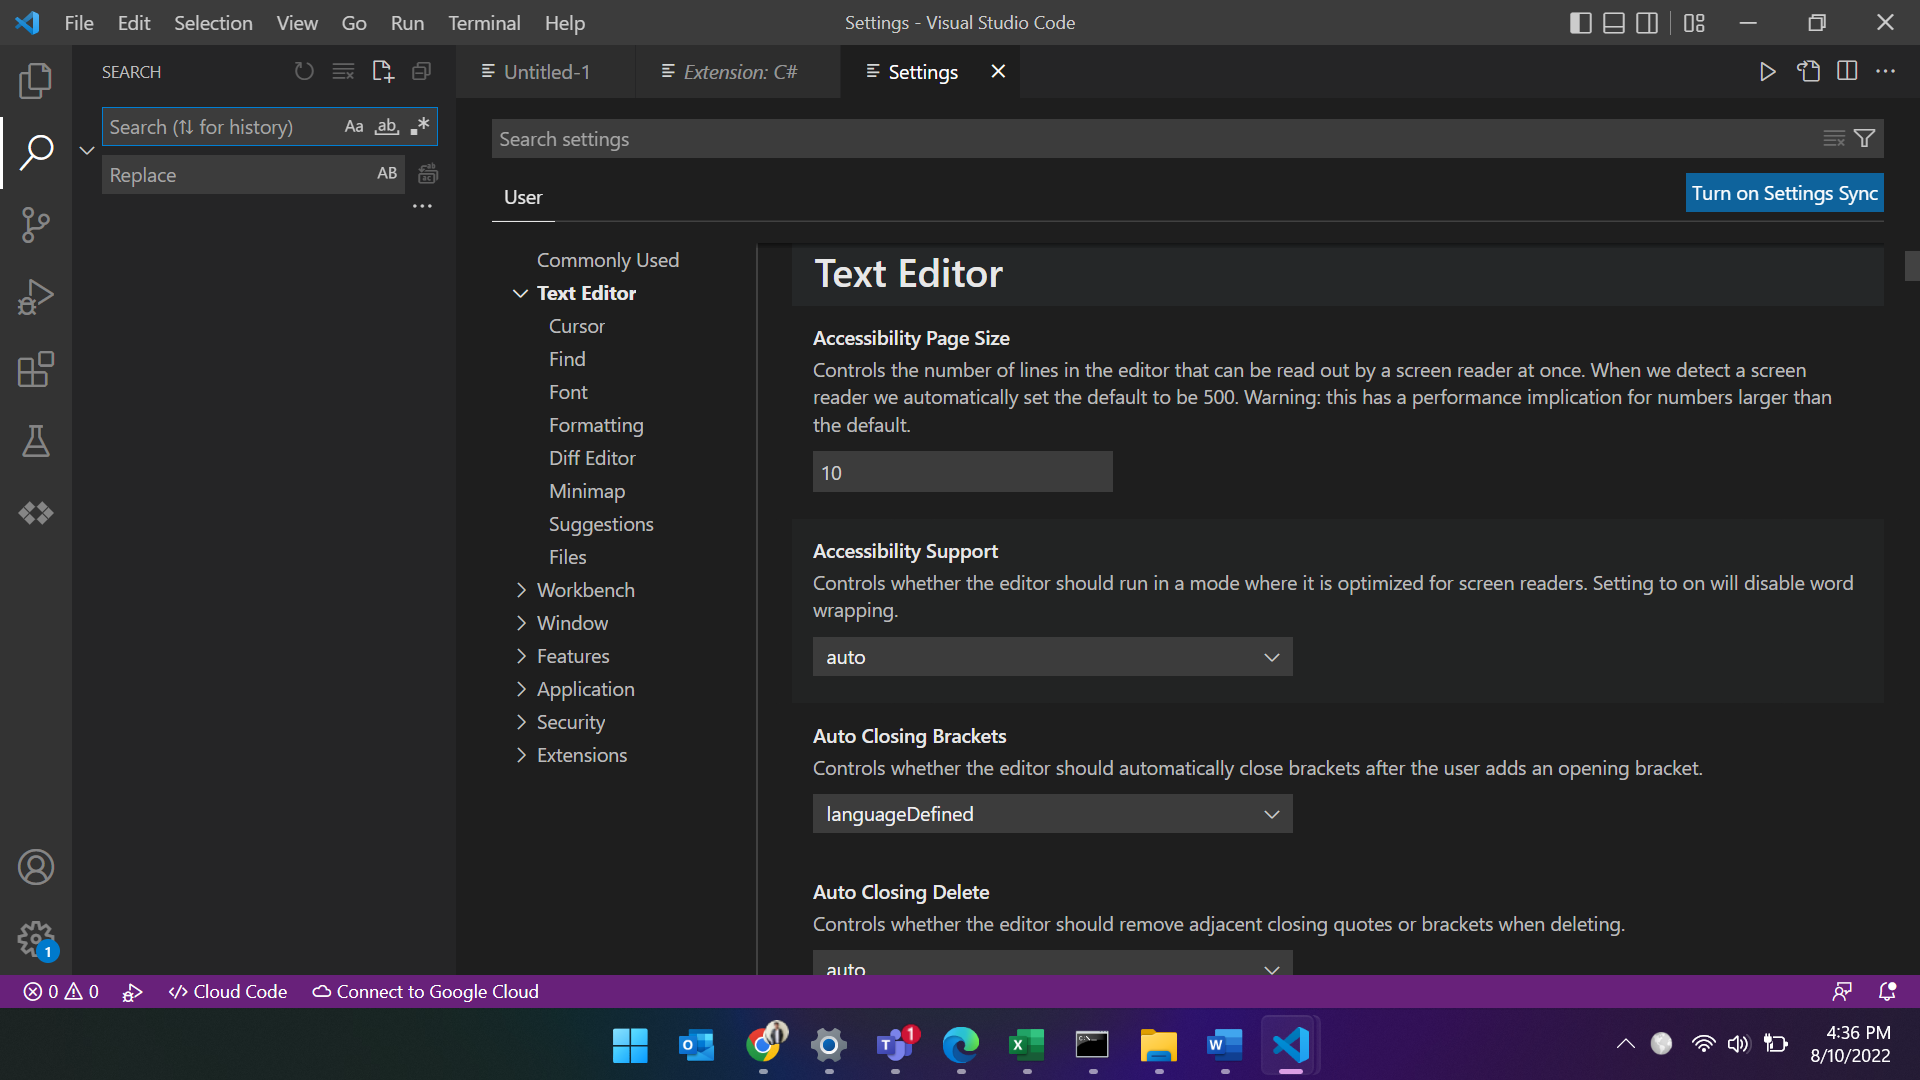 File Edit Selection View Go Run Terminal Help
Settings - Visual Studio Code
SEARCH
Search (⇅ for history)
Aa ab .*
Replace
AB
...
Untitled-1
Extension: C#
Settings
Search settings
User
Turn on Settings Sync
Commonly Used
Text Editor
Cursor
Find
Font
Formatting
Diff Editor
Minimap
Suggestions
Files
Workbench
Window
Features
Application
Security
Extensions
Text Editor
Accessibility Page Size
Controls the number of lines in the editor that can be read out by a screen reader at once. When we detect a screen
reader we automatically set the default to be 500. Warning: this has a performance implication for numbers larger than
the default.
10
Accessibility Support
Controls whether the editor should run in a mode where it is optimized for screen readers. Setting to on will disable word
wrapping.
auto
Auto Closing Brackets
Controls whether the editor should automatically close brackets after the user adds an opening bracket.
languageDefined
Auto Closing Delete
Controls whether the editor should remove adjacent closing quotes or brackets when deleting.
auto
1
0 0 Cloud Code Connect to Google Cloud
1
4:36 PM
8/10/2022